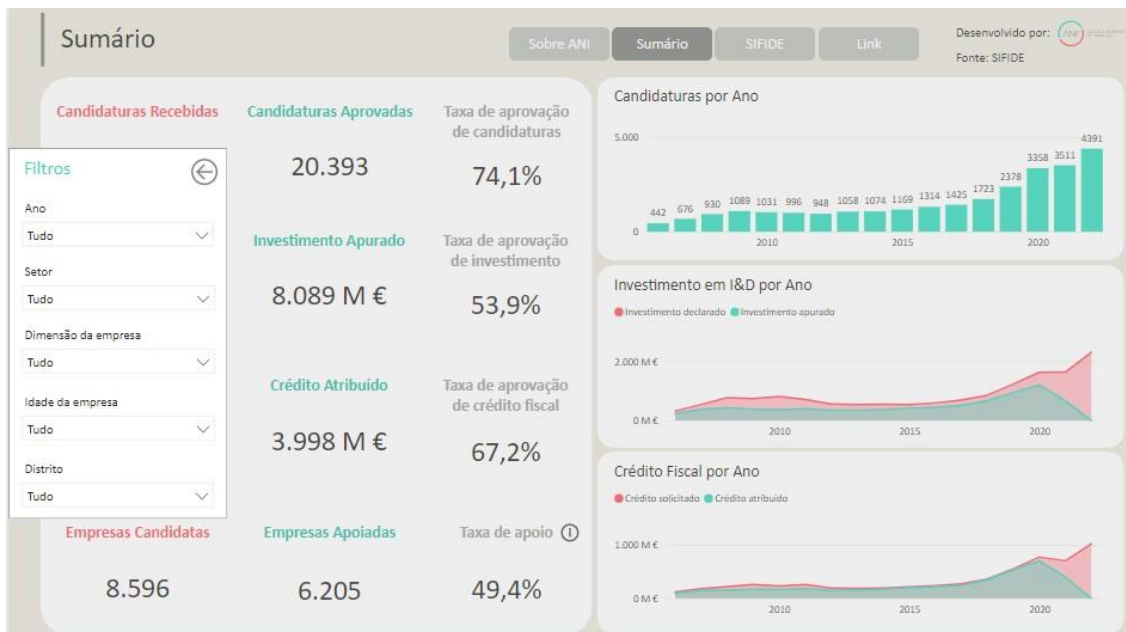 Sumário
Sobre ANI
Sumário
SIFIDE
Link
Desenvolvido por:
ANI
Fonte: SIFIDE
Candidaturas Recebidas
Candidaturas Aprovadas
20.393
Taxa de aprovação
de candidaturas
74,1%
Filtros
Ano
Tudo
Setor
Tudo
Dimensão da empresa
Tudo
Idade da empresa
Tudo
Distrito
Tudo
Investimento Apurado
8.089 M €
Taxa de aprovação
de investimento
53,9%
Crédito Atribuído
3.998 M €
Taxa de aprovação
de crédito fiscal
67,2%
Empresas Candidatas
8.596
Empresas Apoiadas
6.205
Taxa de apoio
49,4%
Candidaturas por Ano
5.000
0
442 676 930 1089 1031 996 948 1058 1074 1169 1314 1425 1723 2378 3358 3511 4391
2010 2015 2020
Investimento em I&D por Ano
Investimento declarado Investimento apurado
2.000 M €
0 M €
2010 2015 2020
Crédito Fiscal por Ano
Crédito solicitado Crédito atribuído
1.000 M €
0 M €
2010 2015 2020